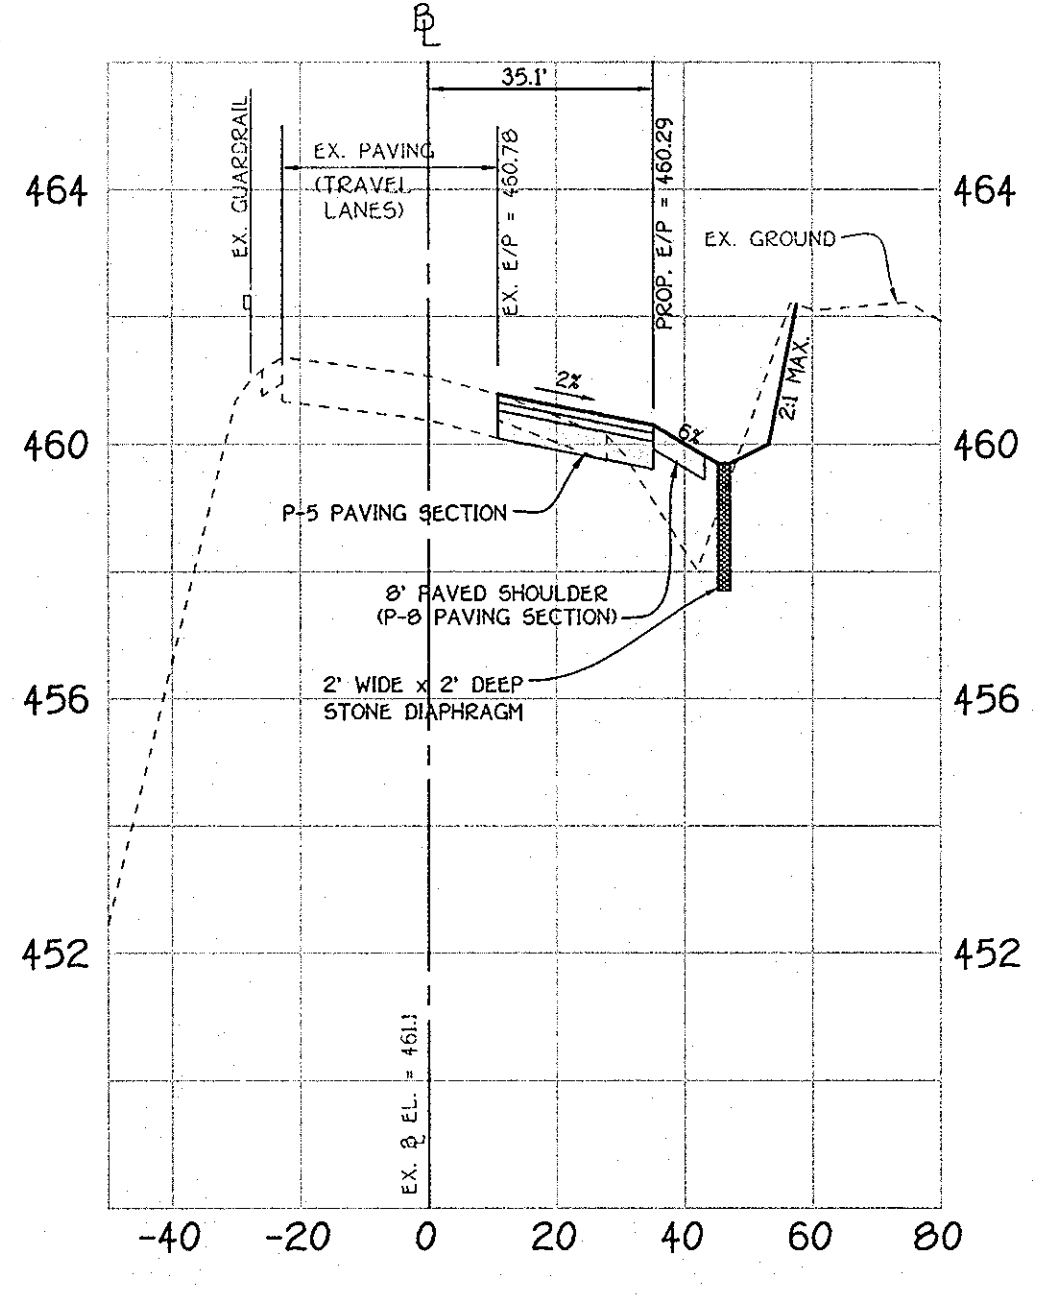 BL
35.1'
EX. GUARDRAIL
EX. PAVING
(TRAVEL
LANES)
EX. E/P = 460.78
PROP. E/P = 460.29
464
464
EX. GROUND
2%
6%
2:1 MAX.
460
460
P-5 PAVING SECTION
8' PAVED SHOULDER
(P-8 PAVING SECTION)
2' WIDE x 2' DEEP
STONE DIAPHRAGM
456
456
452
452
EX. BL EL. = 461.1
-40
-20
0
20
40
60
80